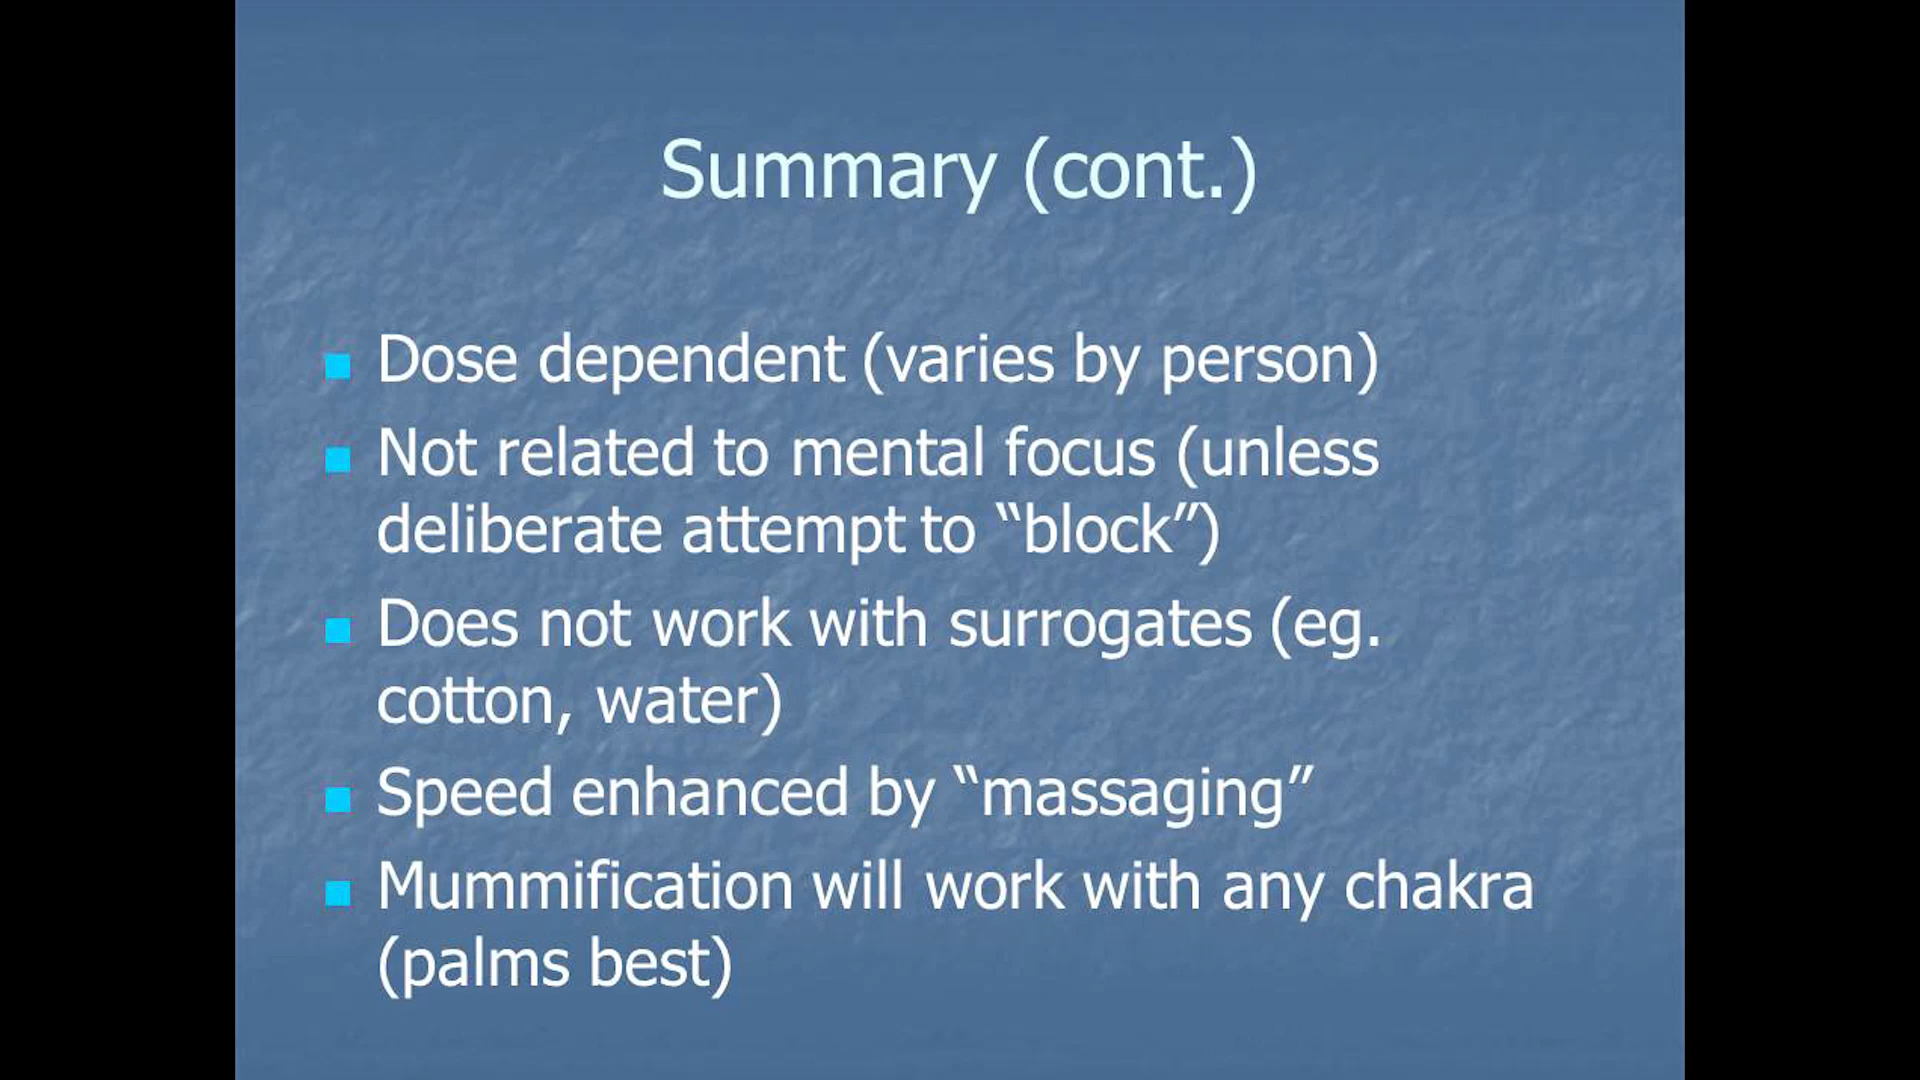 Summary (cont.)
Dose dependent (varies by person)
Not related to mental focus (unless
deliberate attempt to “block”)
Does not work with surrogates (eg.
cotton, water)
Speed enhanced by “massaging”
Mummification will work with any chakra
(palms best)